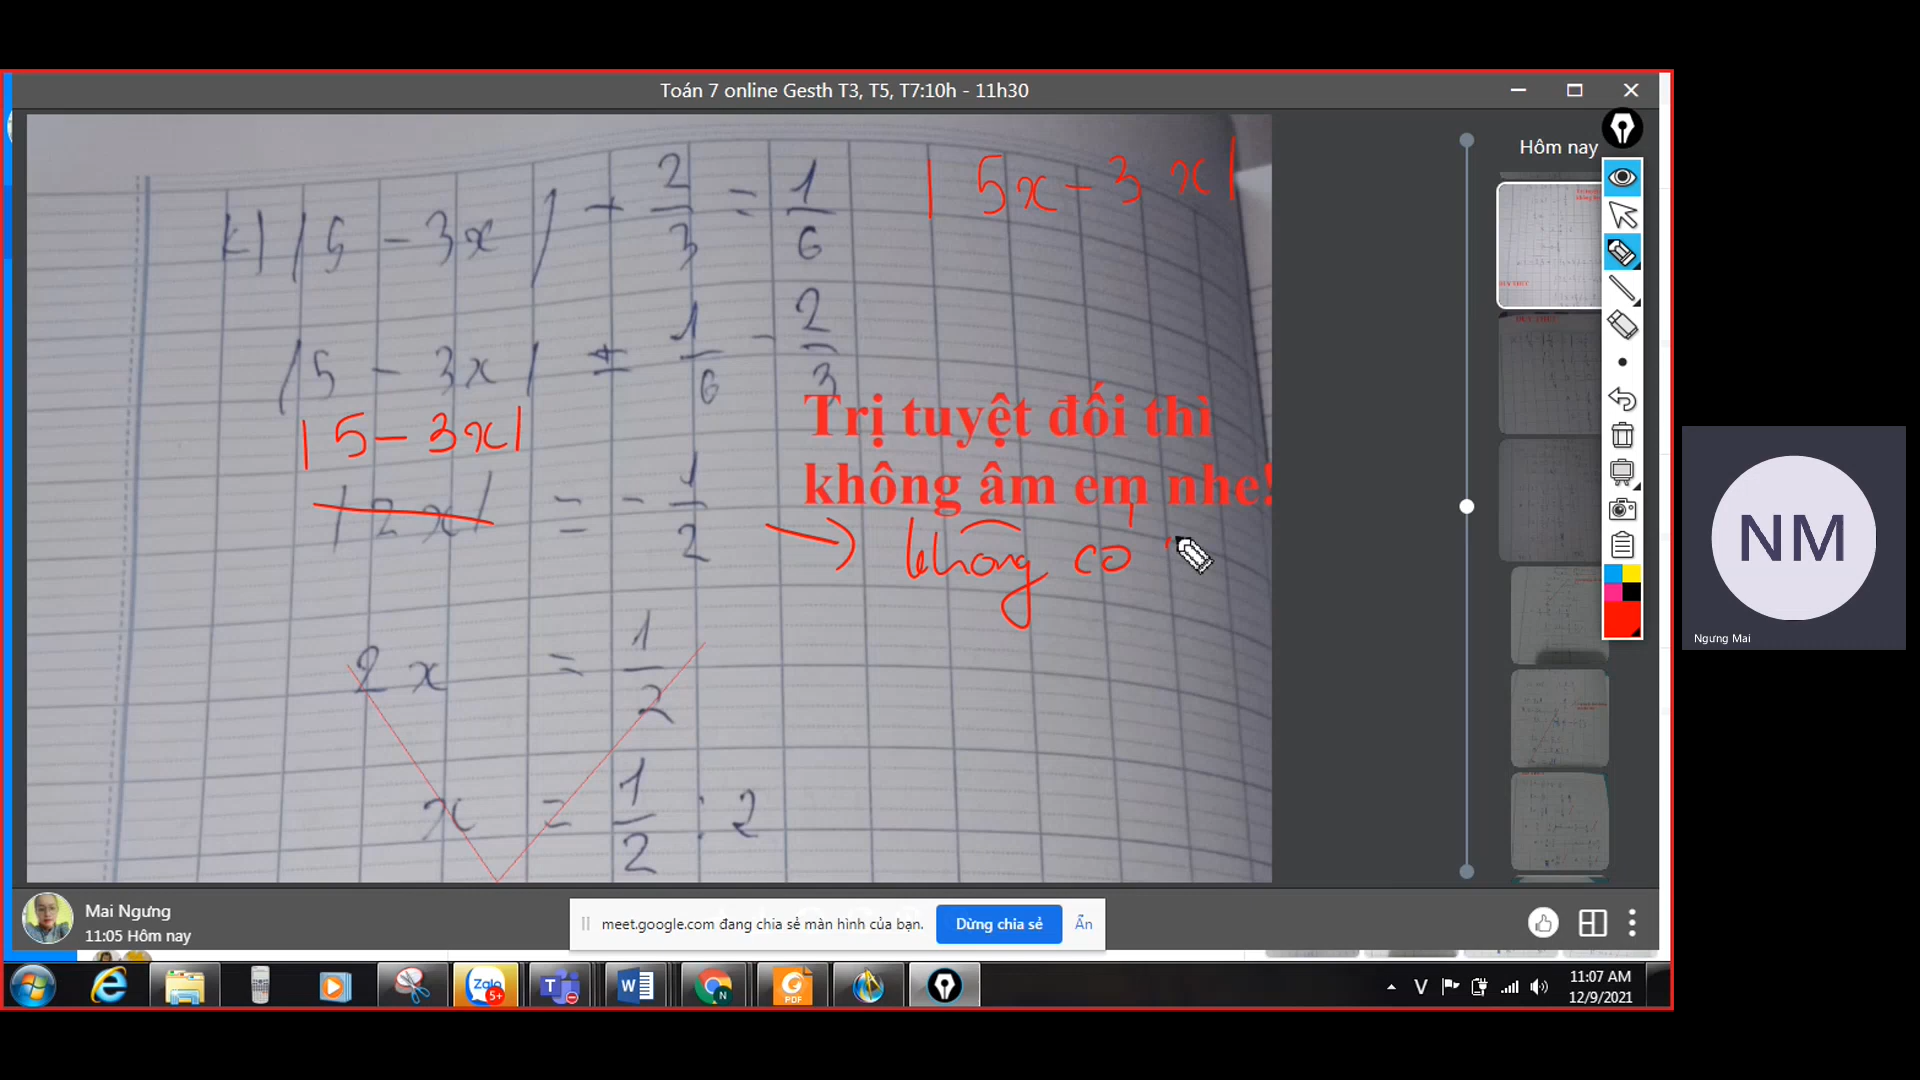 Toán 7 online Gesth T3, T5, T7:10h - 11h30
Hôm nay
k) |5 - 3x| + 2/3 = 1/6
|5x - 3x|
|5 - 3x| = 1/6 - 2/3
|5 - 3x|
Trị tuyệt đối thì
không âm em nhe!
|2x| = - 1/2
→ không có
2x = 1/2
x = 1/2 : 2
NM
Ngưng Mai
Mai Ngưng
11:05 Hôm nay
meet.google.com đang chia sẻ màn hình của bạn.
Dừng chia sẻ
Ẩn
Zalo
5+
T
W
N
PDF
V
11:07 AM
12/9/2021